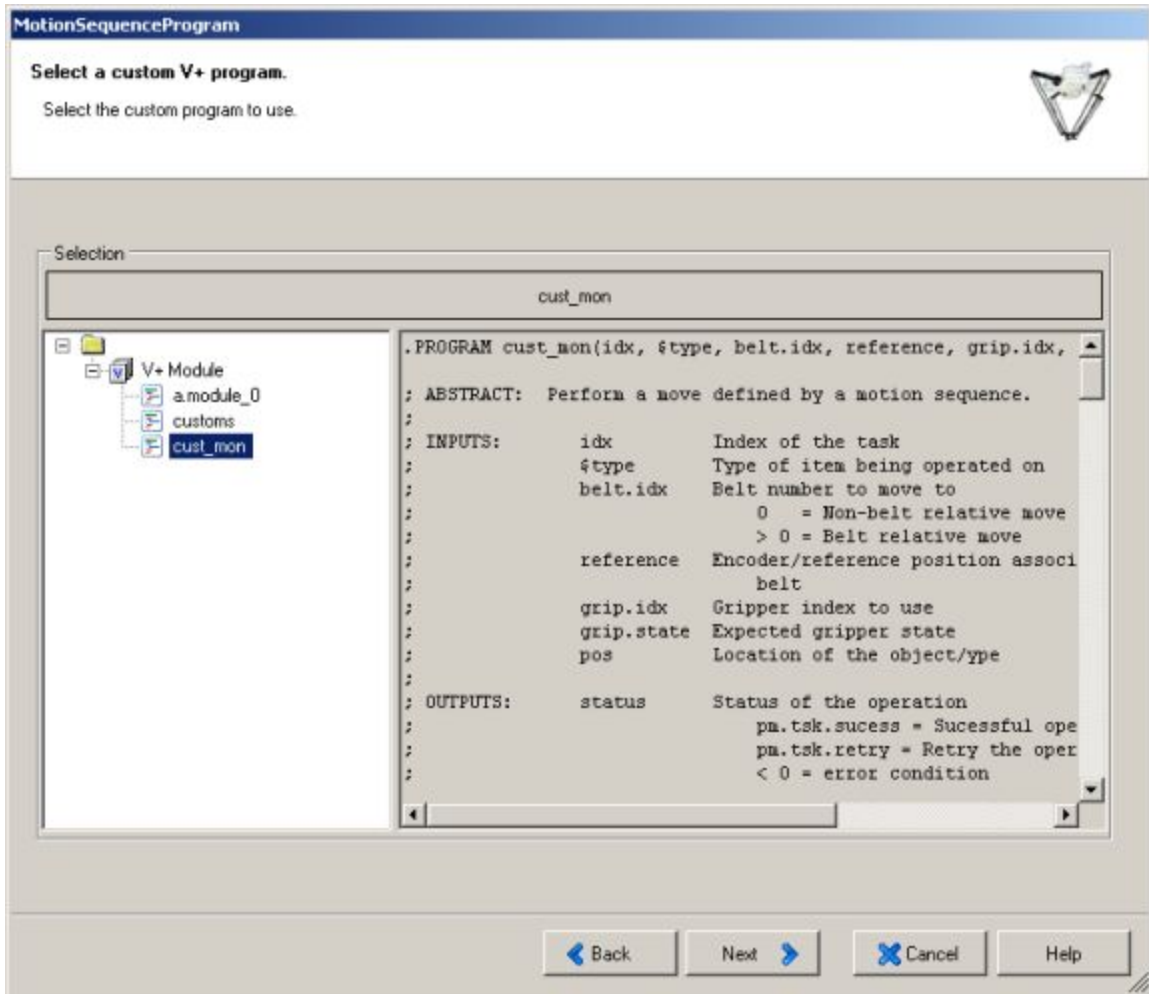 MotionSequenceProgram
Select a custom V+ program.
Select the custom program to use.
Selection
cust_mon
V+ Module
a.module_0
customs
cust_mon
.PROGRAM cust_mon(idx, $type, belt.idx, reference, grip.idx,
; ABSTRACT: Perform a move defined by a motion sequence.
;
; INPUTS: idx Index of the task
; $type Type of item being operated on
; belt.idx Belt number to move to
; 0 = Non-belt relative move
; > 0 = Belt relative move
; reference Encoder/reference position associ
; belt
; grip.idx Gripper index to use
; grip.state Expected gripper state
; pos Location of the object/ype
;
; OUTPUTS: status Status of the operation
; pm.tsk.sucess = Sucessful ope
; pm.tsk.retry = Retry the oper
; < 0 = error condition
Back
Next
Cancel
Help